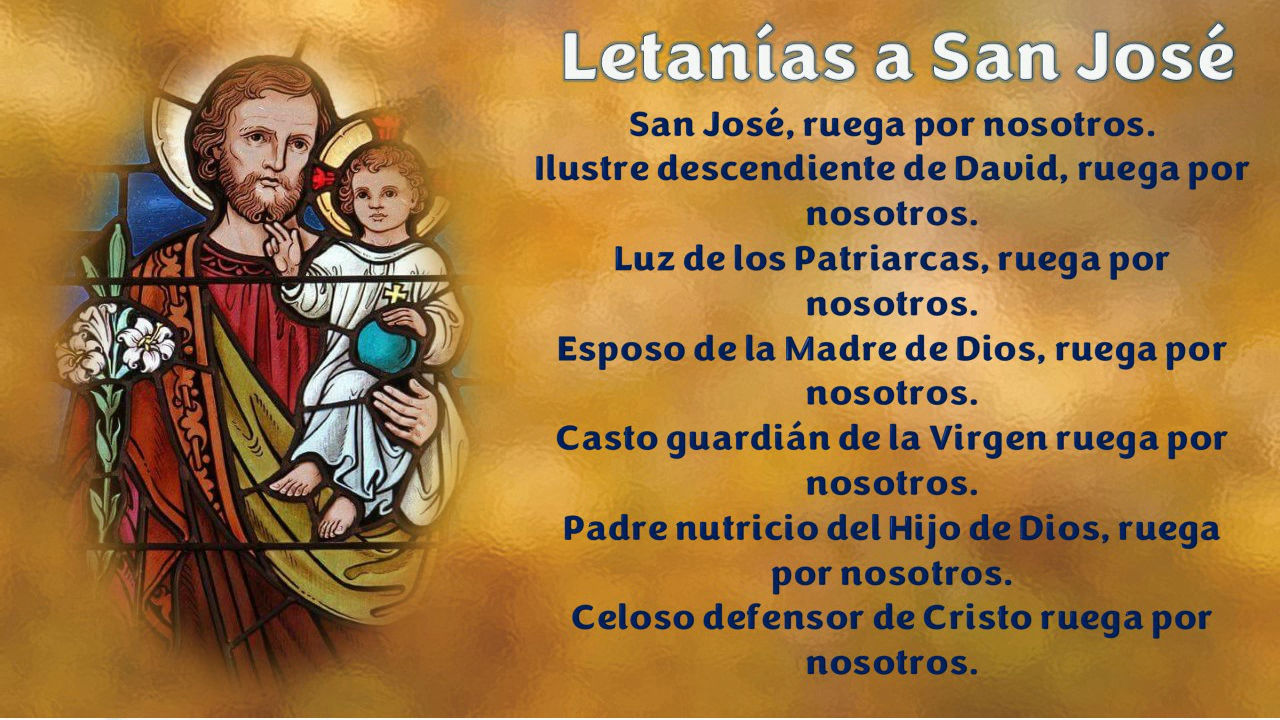 Letanías a San José
San José, ruega por nosotros.
Ilustre descendiente de David, ruega por
nosotros.
Luz de los Patriarcas, ruega por
nosotros.
Esposo de la Madre de Dios, ruega por
nosotros.
Casto guardián de la Virgen ruega por
nosotros.
Padre nutricio del Hijo de Dios, ruega
por nosotros.
Celoso defensor de Cristo ruega por
nosotros.